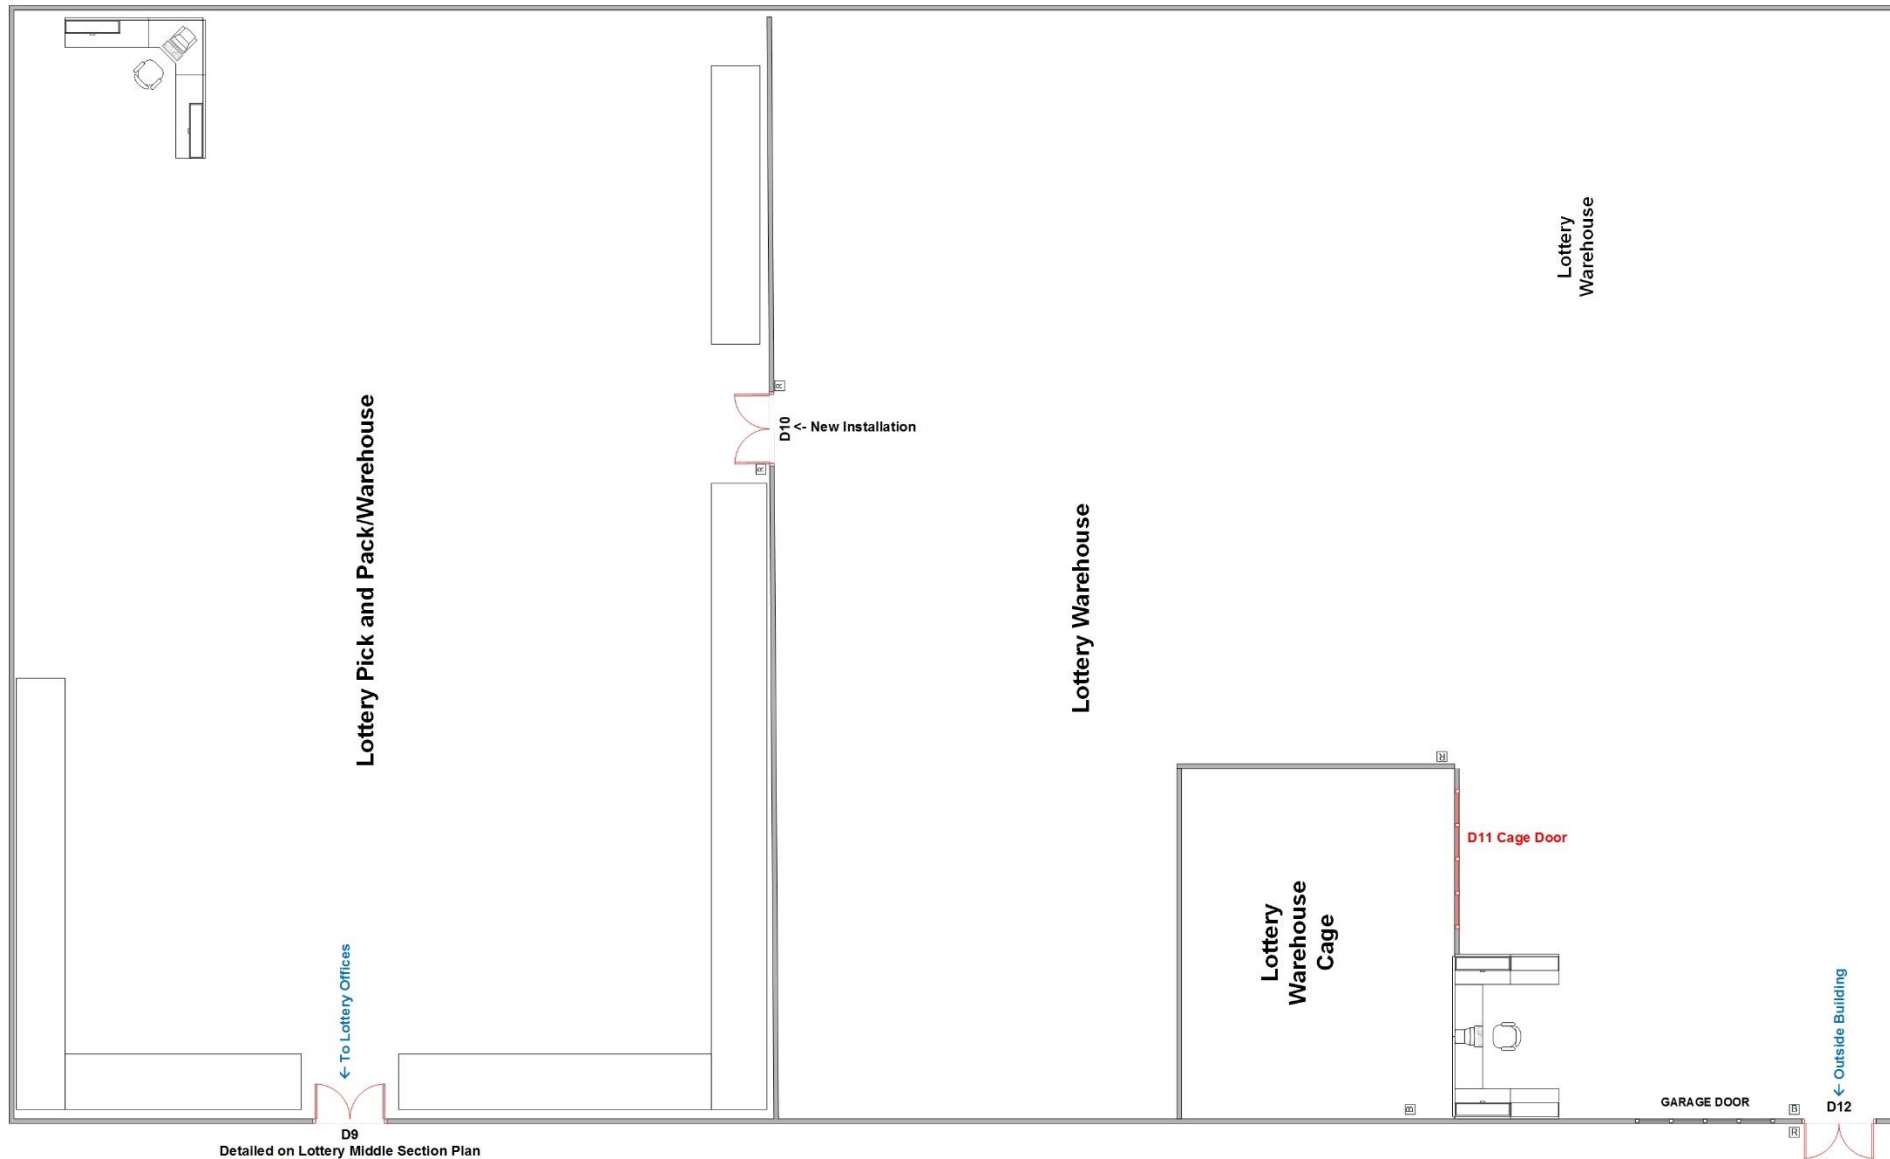 Lottery
Warehouse
R
D10
<- New Installation
R
Lottery Pick and Pack/Warehouse
Lottery Warehouse
R
D11 Cage Door
Lottery
Warehouse
Cage
← To Lottery Offices
← Outside Building
GARAGE DOOR
B
B
D12
R
D9
Detailed on Lottery Middle Section Plan